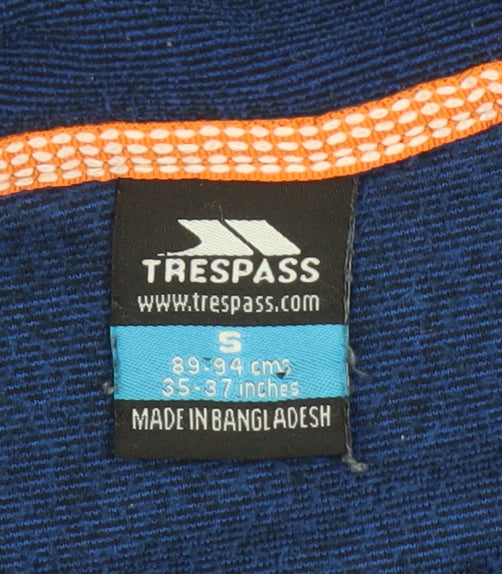 TRESPASS
www.trespass.com
S
89-94 cms
35-37 inches
MADE IN BANGLADESH